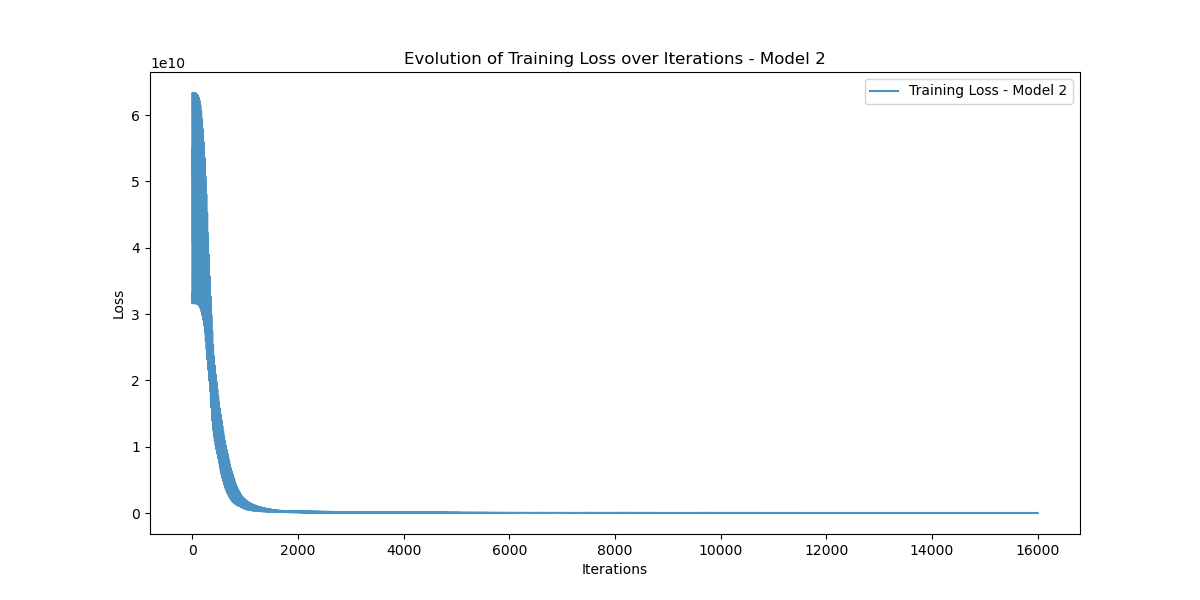 Evolution of Training Loss over Iterations - Model 2
1e10
Training Loss - Model 2
6
5
4
3
2
1
0
Loss
0 2000 4000 6000 8000 10000 12000 14000 16000
Iterations